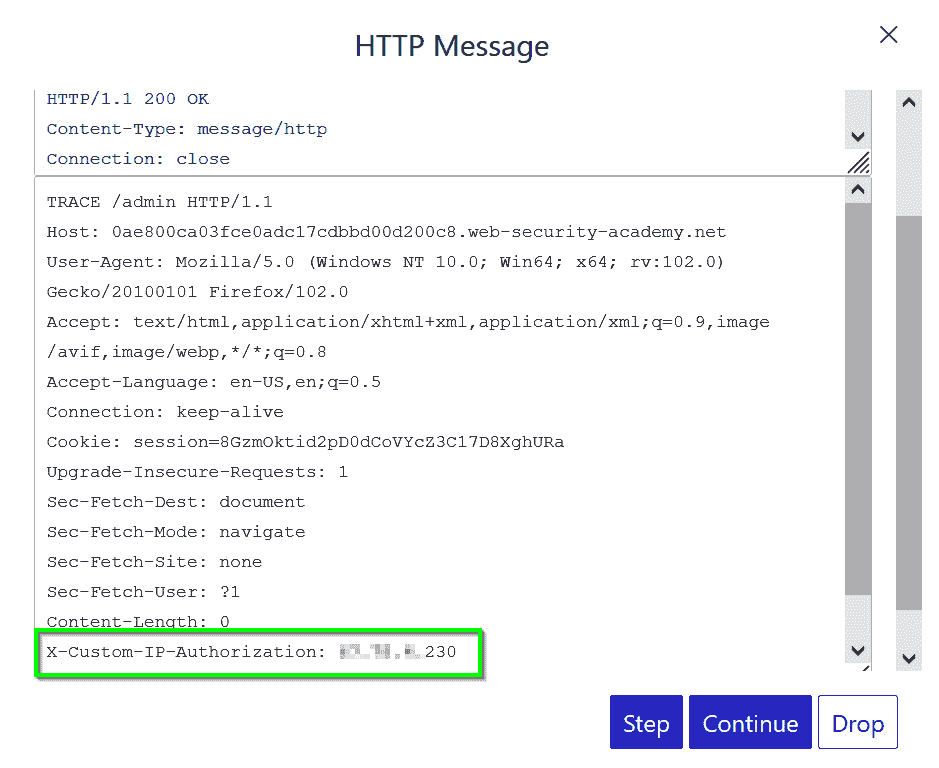 HTTP Message
HTTP/1.1 200 OK
Content-Type: message/http
Connection: close
TRACE /admin HTTP/1.1
Host: 0ae800ca03fce0adc17cdbbd00d200c8.web-security-academy.net
User-Agent: Mozilla/5.0 (Windows NT 10.0; Win64; x64; rv:102.0)
Gecko/20100101 Firefox/102.0
Accept: text/html,application/xhtml+xml,application/xml;q=0.9,image
/avif,image/webp,*/*;q=0.8
Accept-Language: en-US,en;q=0.5
Connection: keep-alive
Cookie: session=8GzmOktid2pD0dCoVYcZ3C17D8XghURa
Upgrade-Insecure-Requests: 1
Sec-Fetch-Dest: document
Sec-Fetch-Mode: navigate
Sec-Fetch-Site: none
Sec-Fetch-User: ?1
Content-Length: 0
X-Custom-IP-Authorization: 230
Step Continue Drop